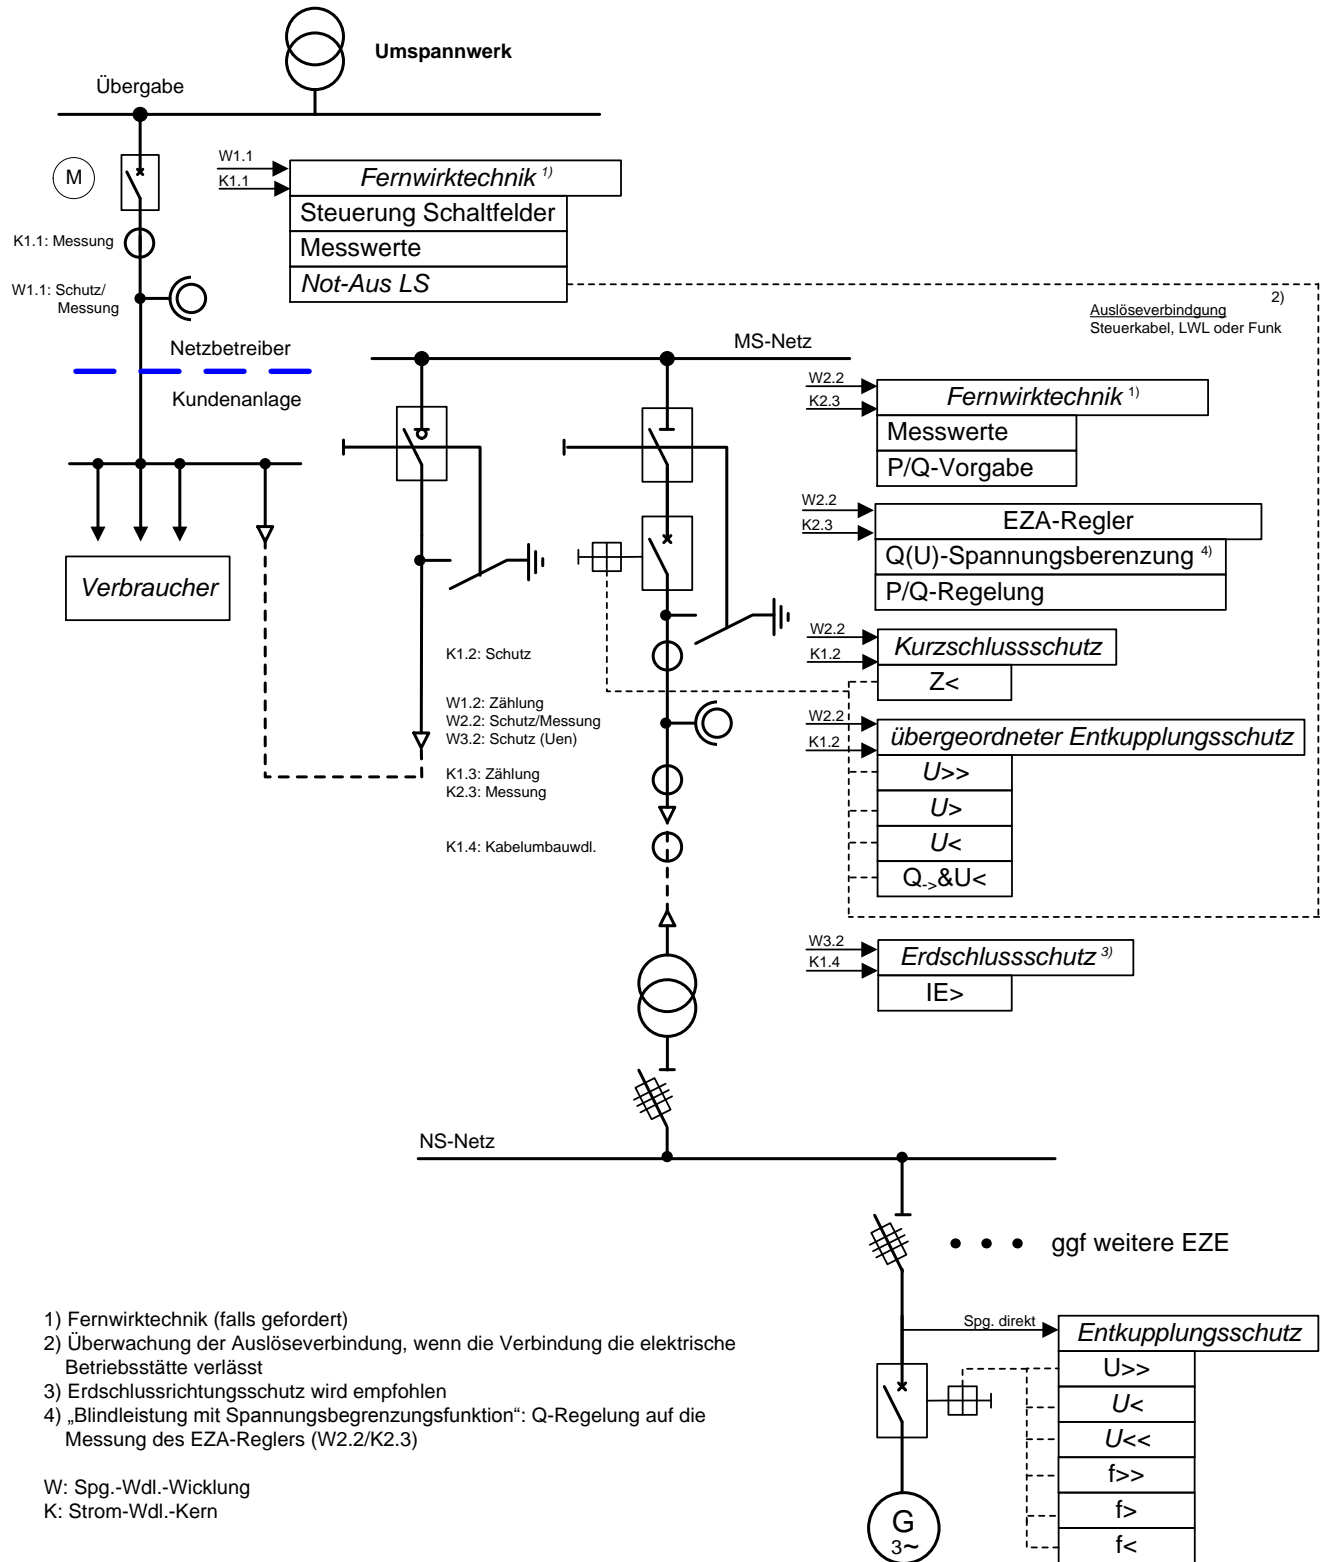 Umspannwerk
Übergabe
M
W1.1
K1.1
Fernwirktechnik 1)
Steuerung Schaltfelder
Messwerte
Not-Aus LS
K1.1: Messung
W1.1: Schutz/
Messung
Netzbetreiber
Kundenanlage
Verbraucher
MS-Netz
2)
Auslöseverbindgung
Steuerkabel, LWL oder Funk
W2.2
K2.3
Fernwirktechnik 1)
Messwerte
P/Q-Vorgabe
W2.2
K2.3
EZA-Regler
Q(U)-Spannungsberenzung 4)
P/Q-Regelung
W2.2
K1.2
Kurzschlussschutz
Z<
W2.2
K1.2
übergeordneter Entkupplungsschutz
U>>
U>
U<
Q->&U<
W3.2
K1.4
Erdschlussschutz 3)
IE>
K1.2: Schutz
W1.2: Zählung
W2.2: Schutz/Messung
W3.2: Schutz (Uen)
K1.3: Zählung
K2.3: Messung
K1.4: Kabelumbauwdl.
NS-Netz
ggf weitere EZE
Spg. direkt
Entkupplungsschutz
U>>
U<
U<<
f>>
f>
f<
G
3~
1) Fernwirktechnik (falls gefordert)
2) Überwachung der Auslöseverbindung, wenn die Verbindung die elektrische
Betriebsstätte verlässt
3) Erdschlussrichtungsschutz wird empfohlen
4) „Blindleistung mit Spannungsbegrenzungsfunktion“: Q-Regelung auf die
Messung des EZA-Reglers (W2.2/K2.3)
W: Spg.-Wdl.-Wicklung
K: Strom-Wdl.-Kern